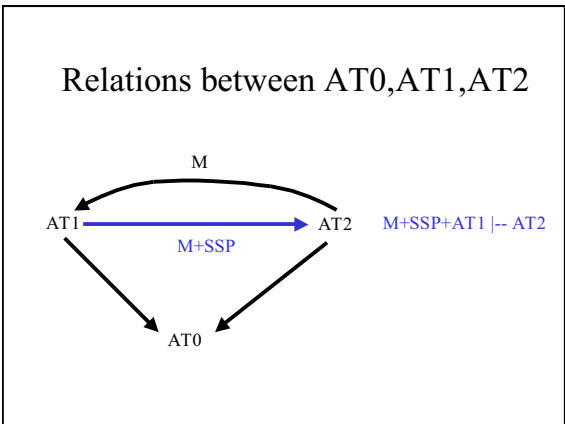 Relations between AT0,AT1,AT2
M
AT1
AT2
M+SSP+AT1 |-- AT2
M+SSP
AT0